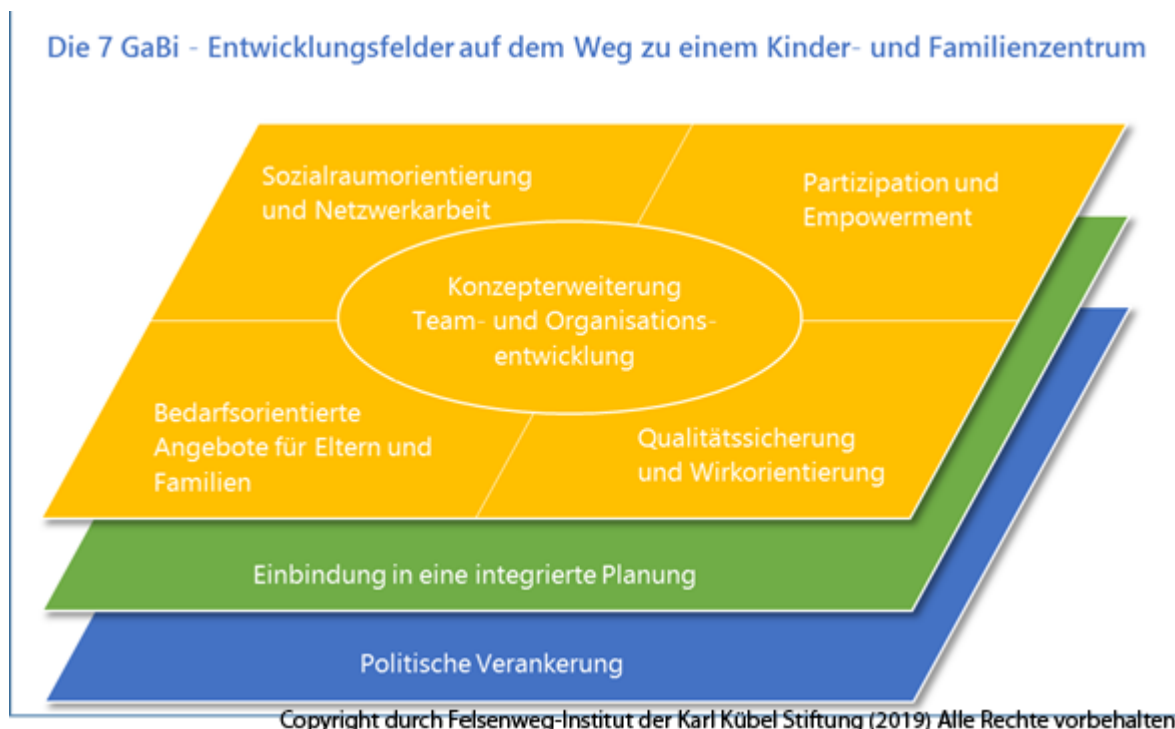 Die 7 GaBi - Entwicklungsfelder auf dem Weg zu einem Kinder- und Familienzentrum
Sozialraumorientierung
und Netzwerkarbeit
Partizipation und
Empowerment
Konzepterweiterung
Team- und Organisations-
entwicklung
Bedarfsorientierte
Angebote für Eltern und
Familien
Qualitätssicherung
und Wirkorientierung
Einbindung in eine integrierte Planung
Politische Verankerung
Copyright durch Felsenweg-Institut der Karl Kübel Stiftung (2019) Alle Rechte vorbehalten